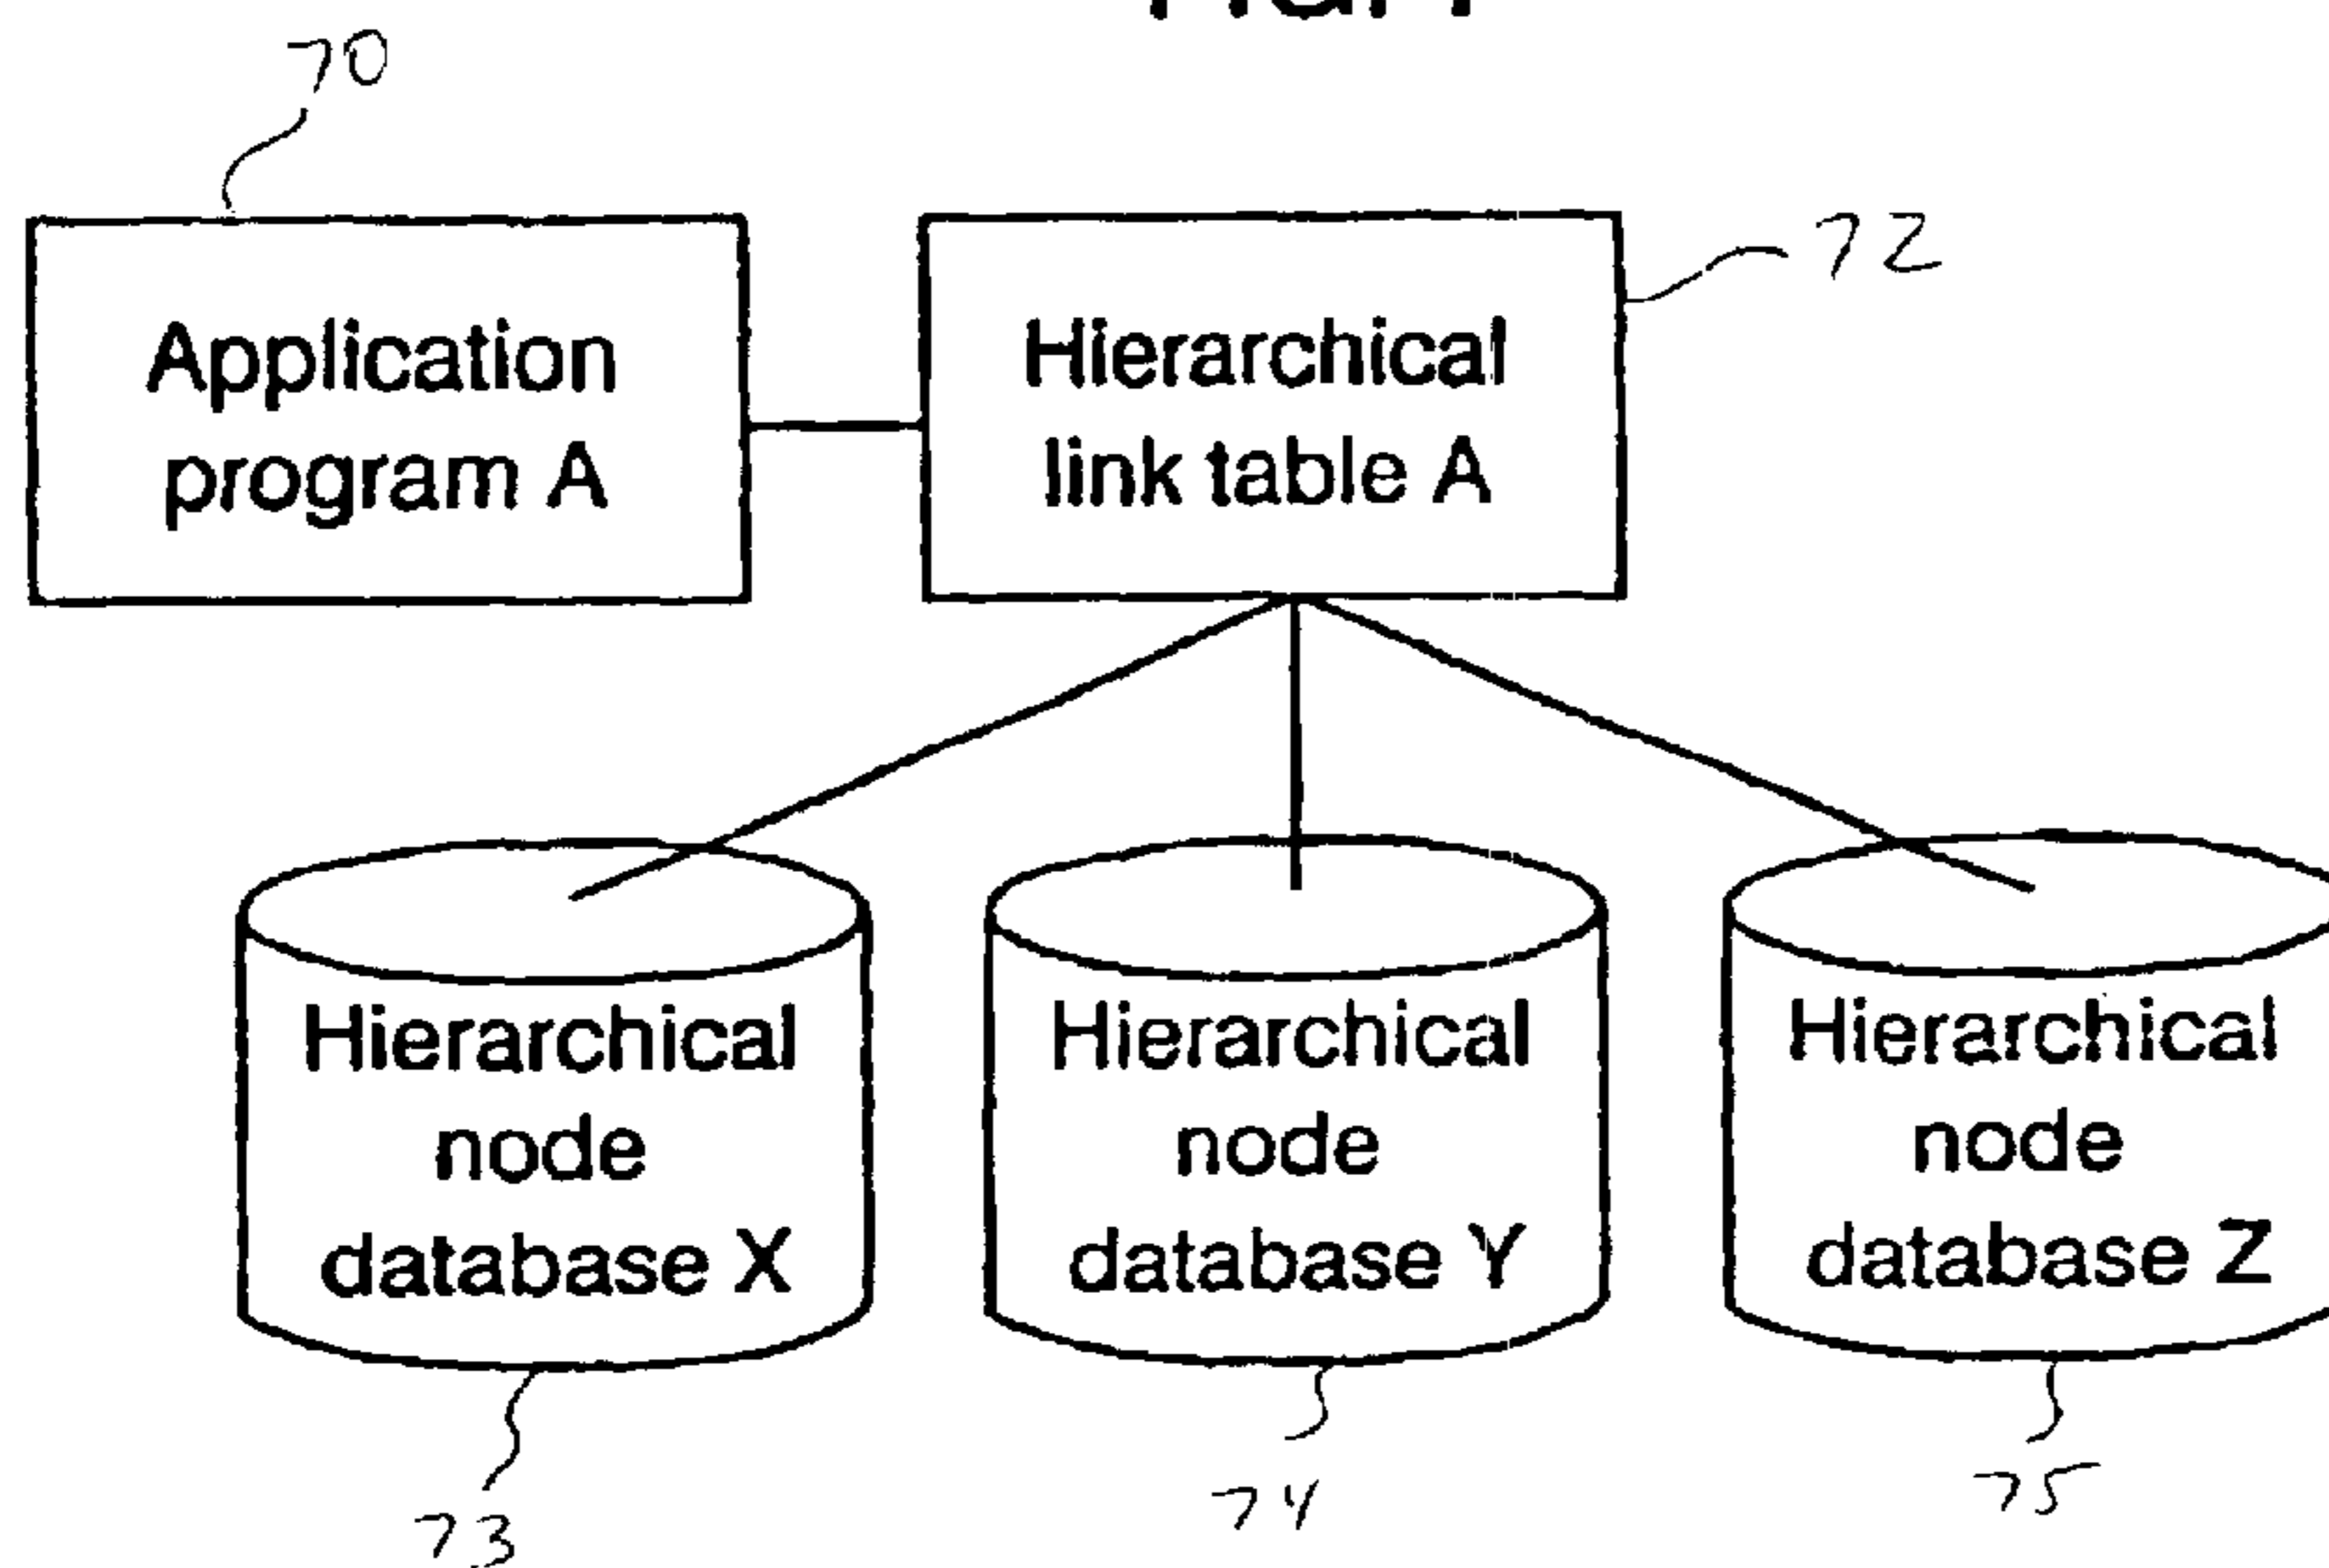 70
Application
program A
Hierarchical
link table A
72
Hierarchical
node
database X
Hierarchical
node
database Y
Hierarchical
node
database Z
73
74
75